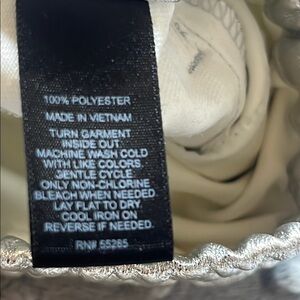 100% POLYESTER
MADE IN VIETNAM
TURN GARMENT
INSIDE OUT
MACHINE WASH COLD
WITH LIKE COLORS
GENTLE CYCLE
ONLY NON-CHLORINE
BLEACH WHEN NEEDED
LAY FLAT TO DRY
COOL IRON ON
REVERSE IF NEEDED
RN# 55285